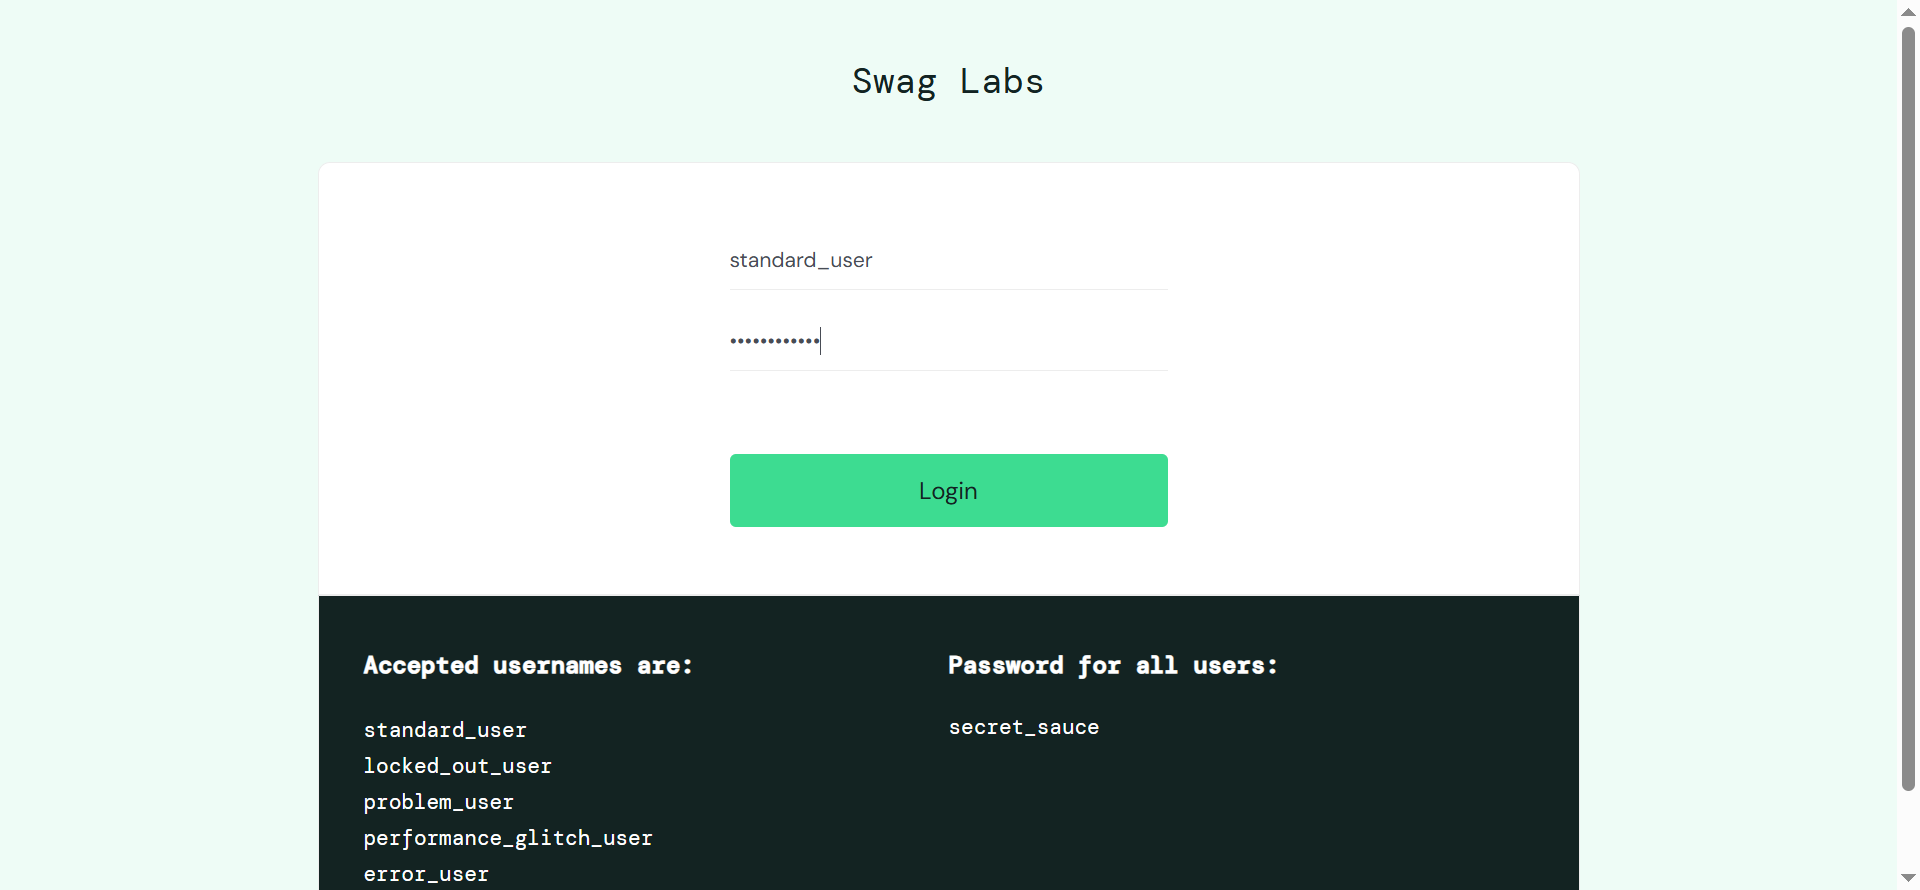 Swag Labs
standard_user
••••••••••••
Login
Accepted usernames are:
standard_user
locked_out_user
problem_user
performance_glitch_user
error_user
Password for all users:
secret_sauce